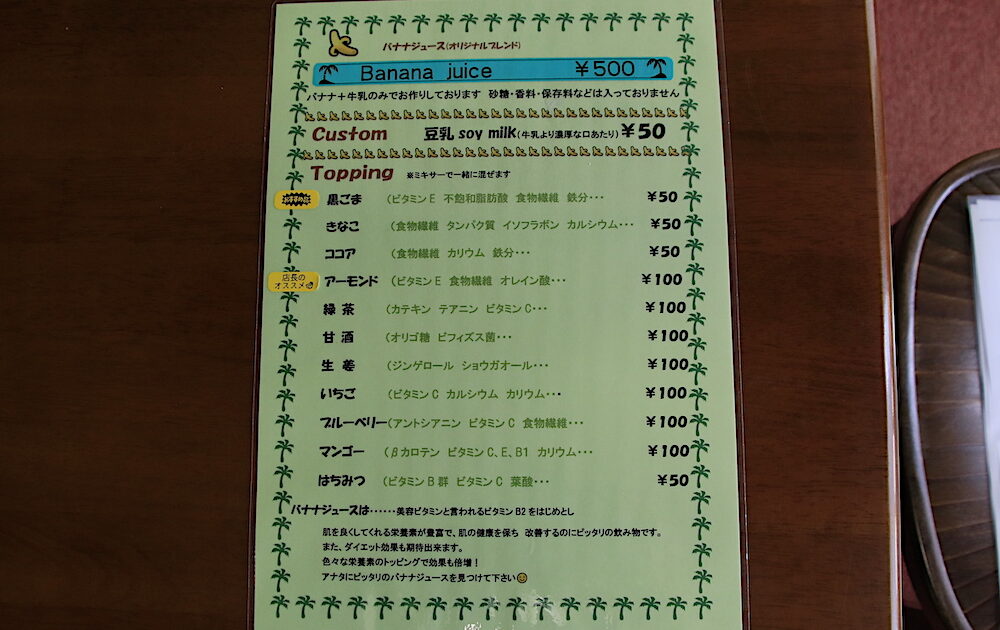 バナナジュース(オリジナルブレンド)
Banana juice ¥500
バナナ+牛乳のみでお作りしております 砂糖・香料・保存料などは入っておりません
Custom 豆乳 soy milk(牛乳より濃厚な口あたり) ¥50
Topping ※ミキサーで一緒に混ぜます
おすすめ品 黒ごま (ビタミンE 不飽和脂肪酸 食物繊維 鉄分・・・ ¥50
きなこ (食物繊維 タンパク質 イソフラボン カルシウム・・・ ¥50
ココア (食物繊維 カリウム 鉄分・・・ ¥50
店長の
オススメ
アーモンド (ビタミンE 食物繊維 オレイン酸・・・ ¥100
緑茶 (カテキン テアニン ビタミンC・・・ ¥100
甘酒 (オリゴ糖 ビフィズス菌・・・ ¥100
生姜 (ジンゲロール ショウガオール・・・ ¥100
いちご (ビタミンC カルシウム カリウム・・・ ¥100
ブルーベリー (アントシアニン ビタミンC 食物繊維・・・ ¥100
マンゴー (βカロテン ビタミンC、E、B1 カリウム・・・ ¥100
はちみつ (ビタミンB群 ビタミンC 葉酸・・・ ¥50
バナナジュースは・・・・・・美容ビタミンと言われるビタミンB2をはじめとし
肌を良くしてくれる栄養素が豊富で、肌の健康を保ち 改善するのにピッタリの飲み物です。
また、ダイエット効果も期待出来ます。
色々な栄養素のトッピングで効果も倍増！
アナタにピッタリのバナナジュースを見つけて下さい😊